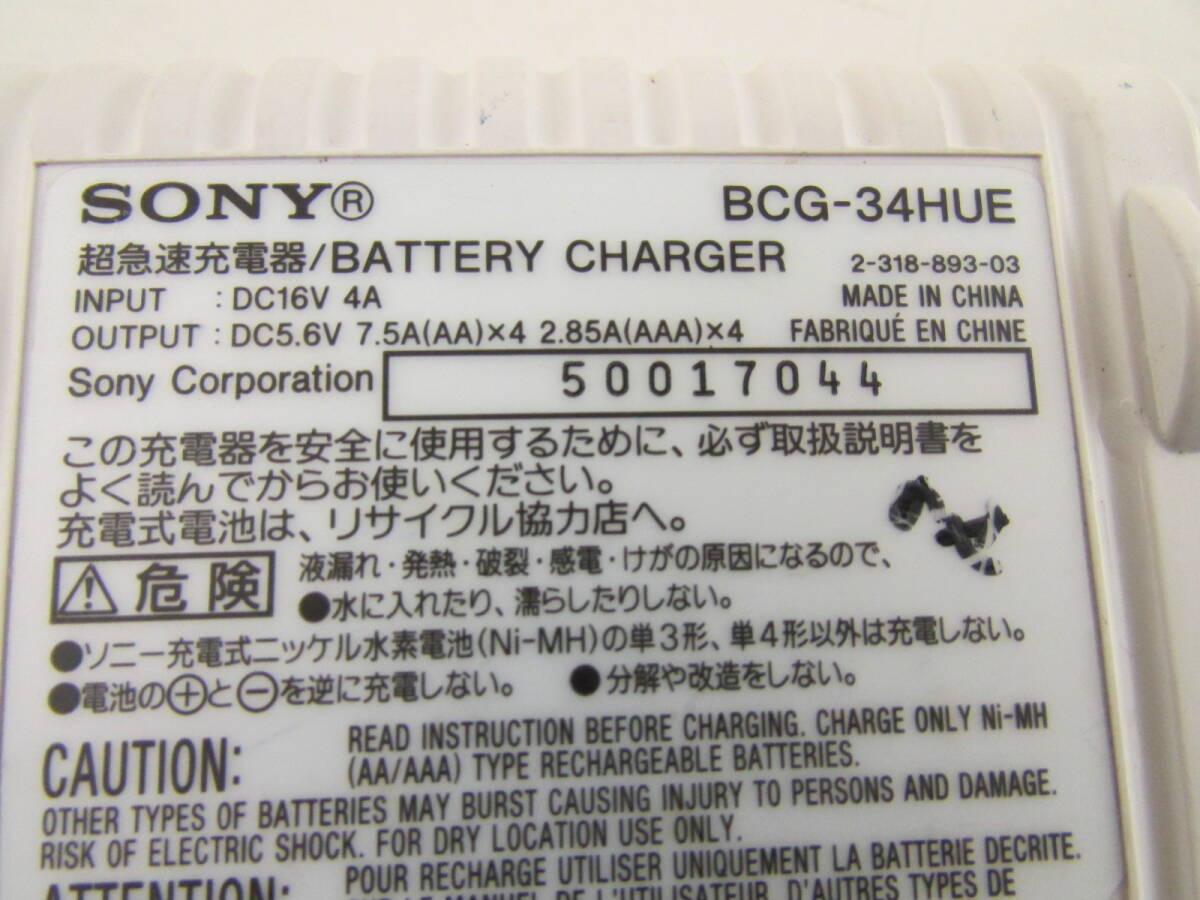 SONY® BCG-34HUE
超急速充電器/BATTERY CHARGER 2-318-893-03
INPUT : DC16V 4A MADE IN CHINA
OUTPUT : DC5.6V 7.5A(AA)×4 2.85A(AAA)×4 FABRIQUÉ EN CHINE
Sony Corporation 50017044
この充電器を安全に使用するために、必ず取扱説明書を
よく読んでからお使いください。
充電式電池は、リサイクル協力店へ。
⚠危険 液漏れ・発熱・破裂・感電・けがの原因になるので、
●水に入れたり、濡らしたりしない。
●ソニー充電式ニッケル水素電池(Ni-MH)の単3形、単4形以外は充電しない。
●電池の⊕と⊖を逆に充電しない。 ●分解や改造をしない。
CAUTION: READ INSTRUCTION BEFORE CHARGING. CHARGE ONLY Ni-MH
(AA/AAA) TYPE RECHARGEABLE BATTERIES.
OTHER TYPES OF BATTERIES MAY BURST CAUSING INJURY TO PERSONS AND DAMAGE.
RISK OF ELECTRIC SHOCK. FOR DRY LOCATION USE ONLY.
ATTENTION: POUR RECHARGE UTILISER UNIQUEMENT LA BATTERIE DECRITE.
SUR LE MANUEL DE L'UTILISATEUR. D'AUTRES TYPES DE